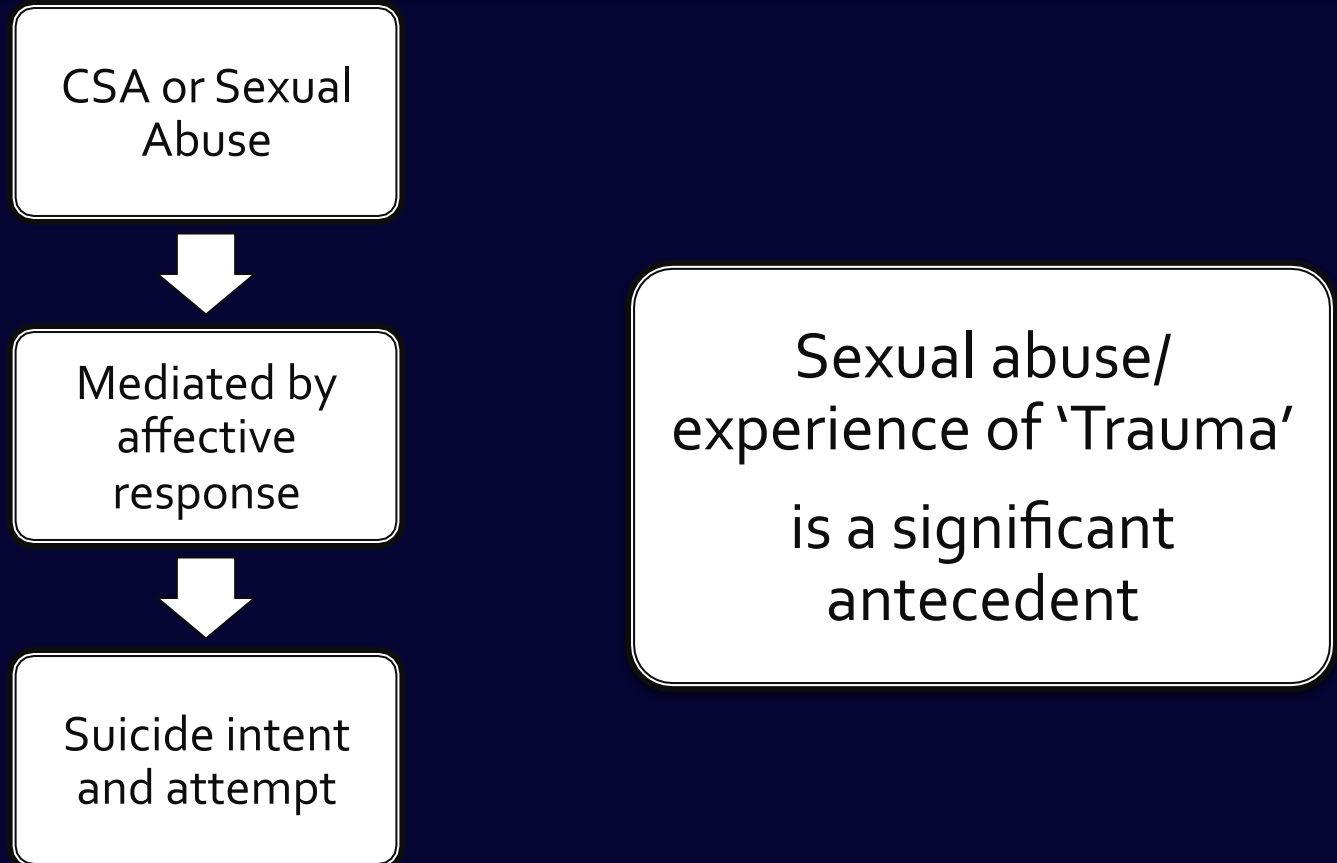 CSA or Sexual
Abuse
Mediated by
affective
response
Suicide intent
and attempt
Sexual abuse/
experience of ‘Trauma’
is a significant
antecedent